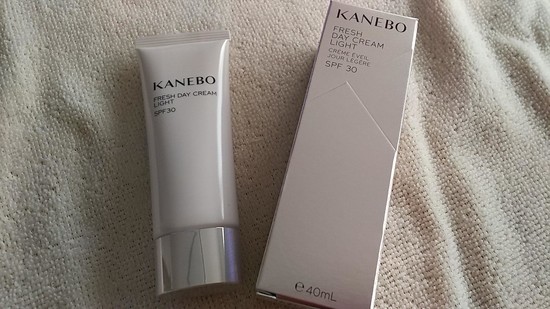 KANEBO
FRESH DAY CREAM
LIGHT
SPF30
KANEBO
FRESH
DAY CREAM
LIGHT
CRÈME ÉVEIL
JOUR LÉGÈRE
SPF 30
℮40mL